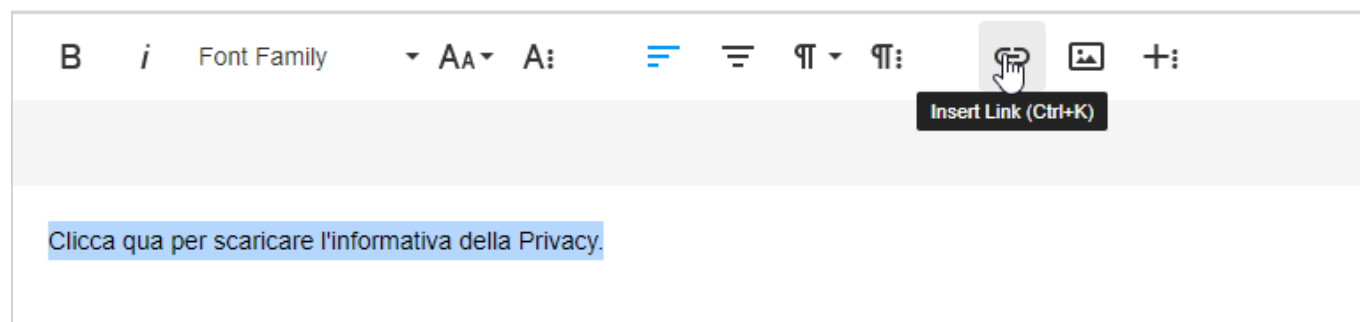 B i Font Family AA A
Insert Link (Ctrl+K)
Clicca qua per scaricare l'informativa della Privacy.